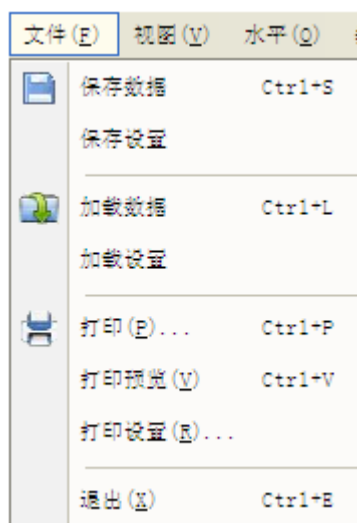 文件(F) 视图(V) 水平(O)
保存数据 Ctrl+S
保存设置
加载数据 Ctrl+L
加载设置
打印(P)... Ctrl+P
打印预览(V) Ctrl+V
打印设置(R)...
退出(X) Ctrl+E